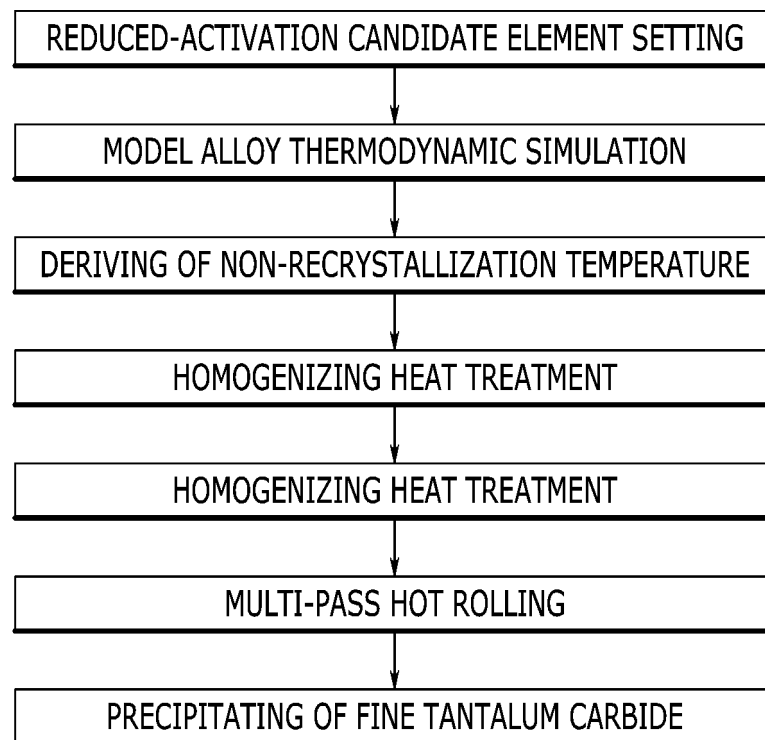 REDUCED-ACTIVATION CANDIDATE ELEMENT SETTING
MODEL ALLOY THERMODYNAMIC SIMULATION
DERIVING OF NON-RECRYSTALLIZATION TEMPERATURE
HOMOGENIZING HEAT TREATMENT
HOMOGENIZING HEAT TREATMENT
MULTI-PASS HOT ROLLING
PRECIPITATING OF FINE TANTALUM CARBIDE